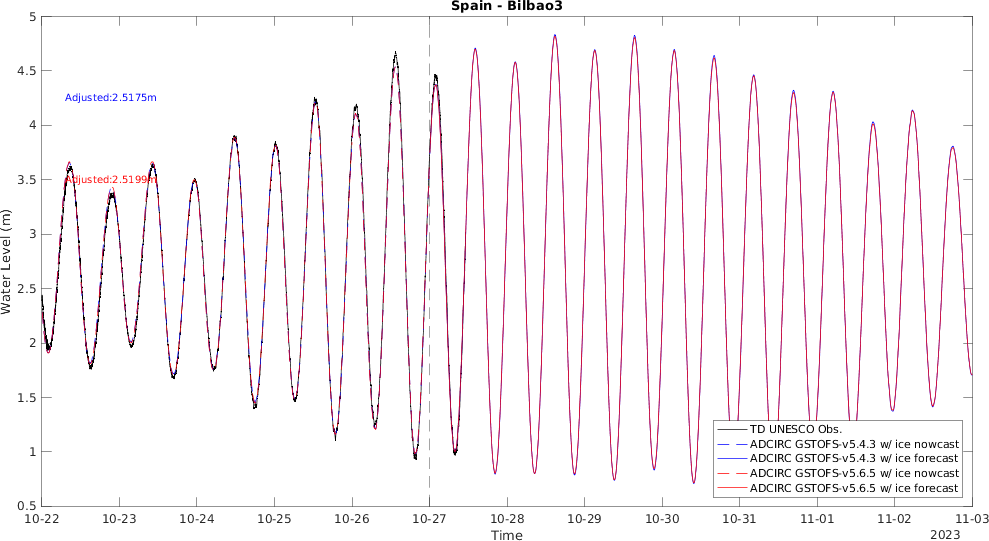 Spain - Bilbao3
5
4.5
4
3.5
3
2.5
2
1.5
1
0.5
Water Level (m)
Adjusted:2.5175m
Adjusted:2.5199m
TD UNESCO Obs.
ADCIRC GSTOFS-v5.4.3 w/ ice nowcast
ADCIRC GSTOFS-v5.4.3 w/ ice forecast
ADCIRC GSTOFS-v5.6.5 w/ ice nowcast
ADCIRC GSTOFS-v5.6.5 w/ ice forecast
10-22 10-23 10-24 10-25 10-26 10-27 10-28 10-29 10-30 10-31 11-01 11-02 11-03
Time
2023